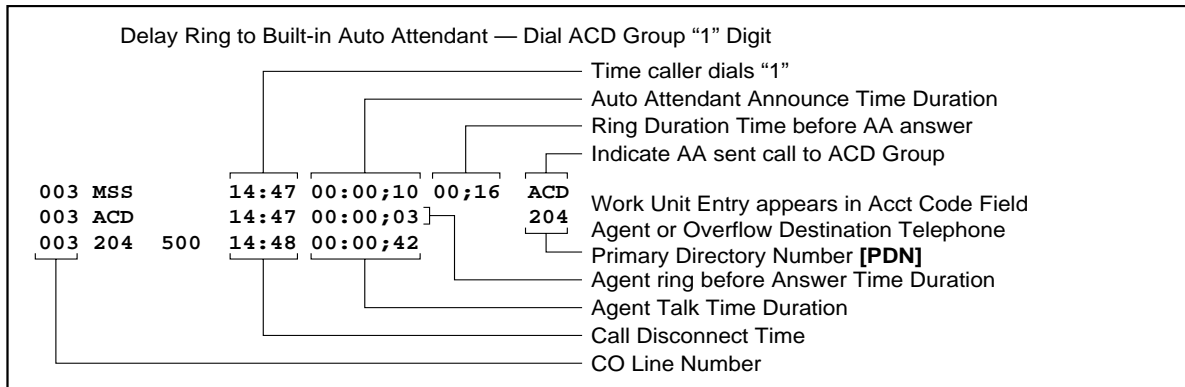 Delay Ring to Built-in Auto Attendant — Dial ACD Group “1” Digit
Time caller dials “1”
Auto Attendant Announce Time Duration
Ring Duration Time before AA answer
Indicate AA sent call to ACD Group
003 MSS 14:47 00:00;10 00;16 ACD
003 ACD 14:47 00:00;03 204
003 204 500 14:48 00:00;42
Work Unit Entry appears in Acct Code Field
Agent or Overflow Destination Telephone
Primary Directory Number [PDN]
Agent ring before Answer Time Duration
Agent Talk Time Duration
Call Disconnect Time
CO Line Number